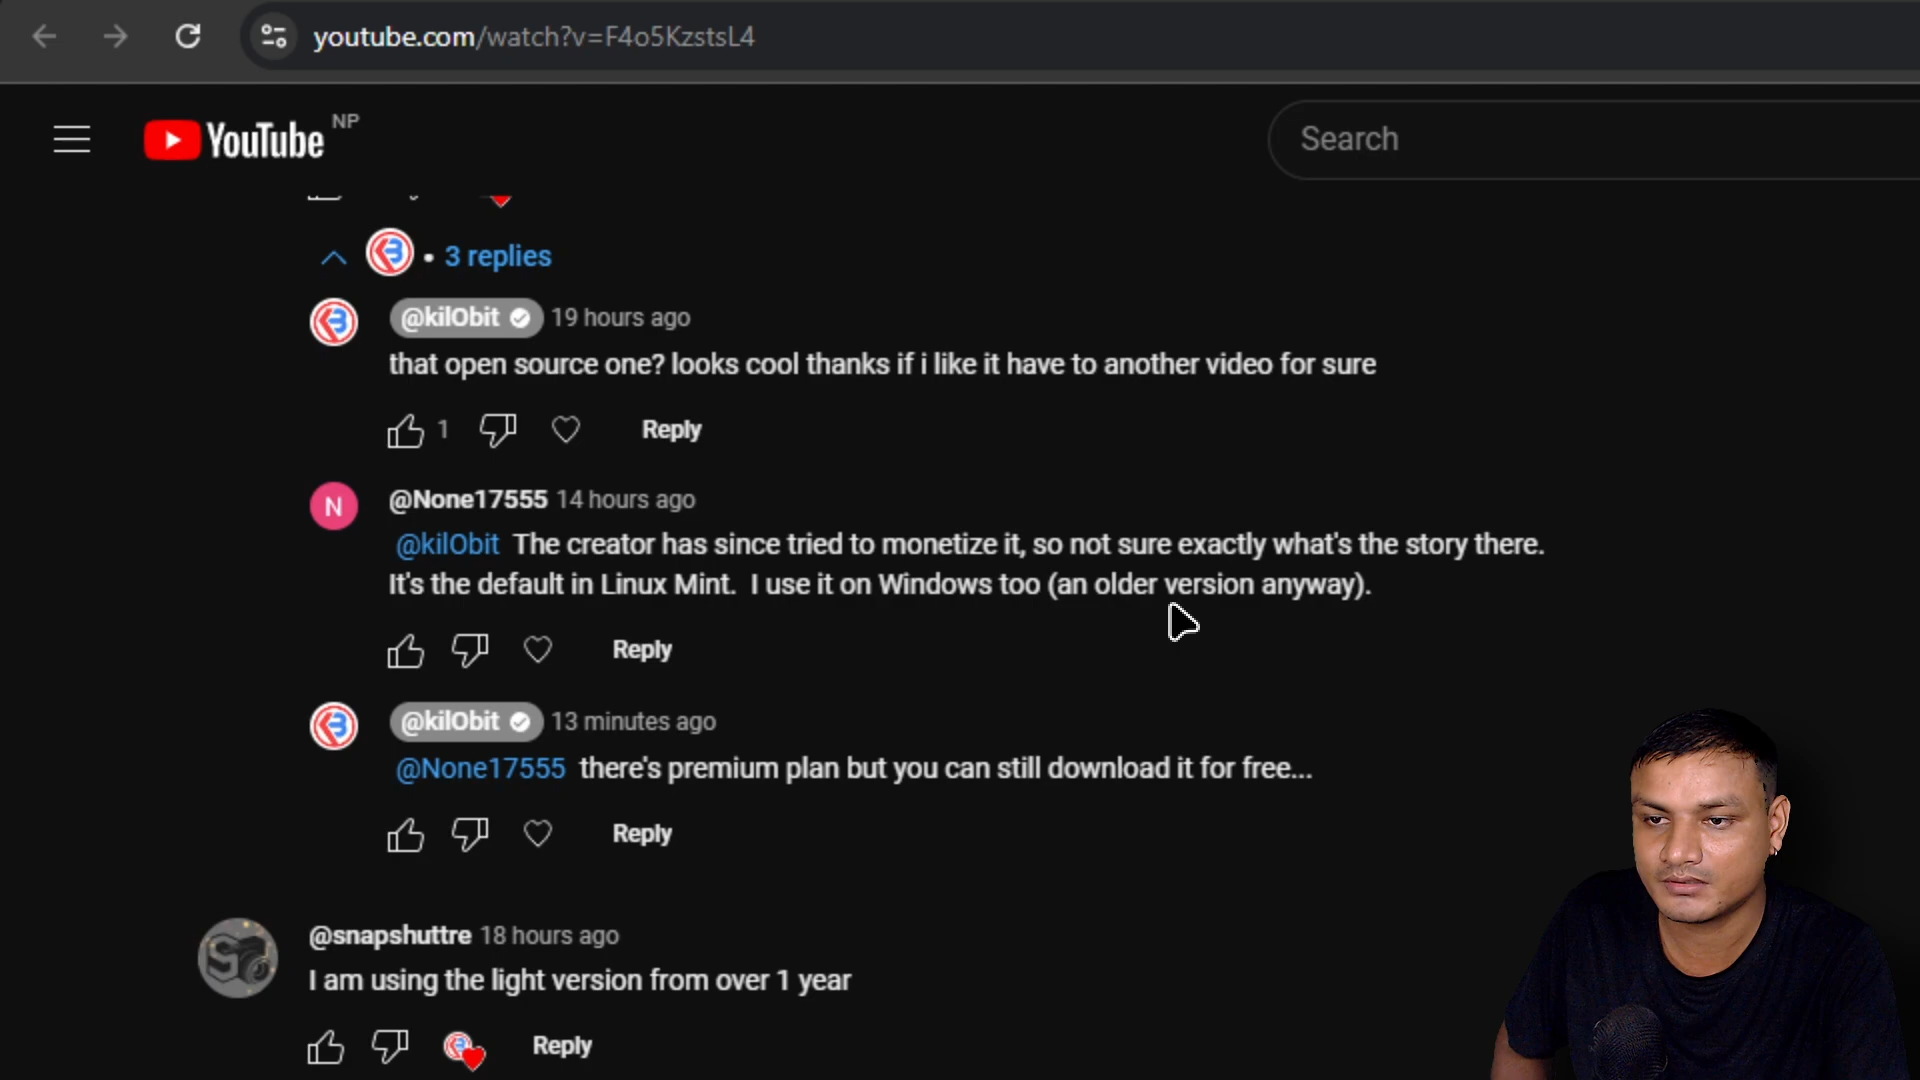 youtube.com/watch?v=F4o5KzstsL4
YouTube NP
Search
3 replies
@kilObit 19 hours ago
that open source one? looks cool thanks if i like it have to another video for sure
1 Reply
N
@None17555 14 hours ago
@kilObit The creator has since tried to monetize it, so not sure exactly what's the story there.
It's the default in Linux Mint. I use it on Windows too (an older version anyway).
Reply
@kilObit 13 minutes ago
@None17555 there's premium plan but you can still download it for free...
Reply
@snapshuttre 18 hours ago
I am using the light version from over 1 year
Reply